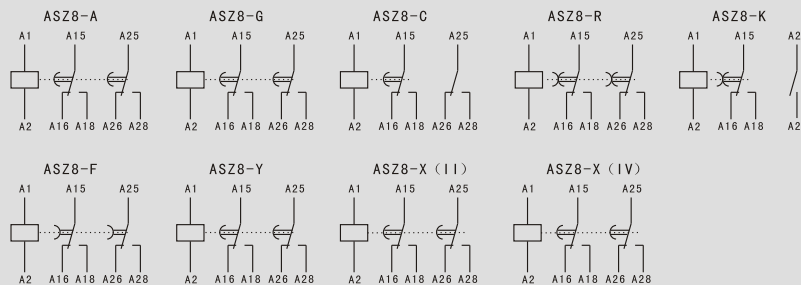 ASZ8-A ASZ8-G ASZ8-C ASZ8-R ASZ8-K
A1 A15 A25 A1 A15 A25 A1 A15 A25 A1 A15 A25 A1 A15 A2
A2 A16 A18 A26 A28 A2 A16 A18 A26 A28 A2 A16 A18 A26 A28 A2 A16 A18 A26 A28 A2 A16 A18 A2
ASZ8-F ASZ8-Y ASZ8-X (II) ASZ8-X (IV)
A1 A15 A25 A1 A15 A25 A1 A15 A25 A1 A15 A25
A2 A16 A18 A26 A28 A2 A16 A18 A26 A28 A2 A16 A18 A26 A28 A2 A16 A18 A26 A28